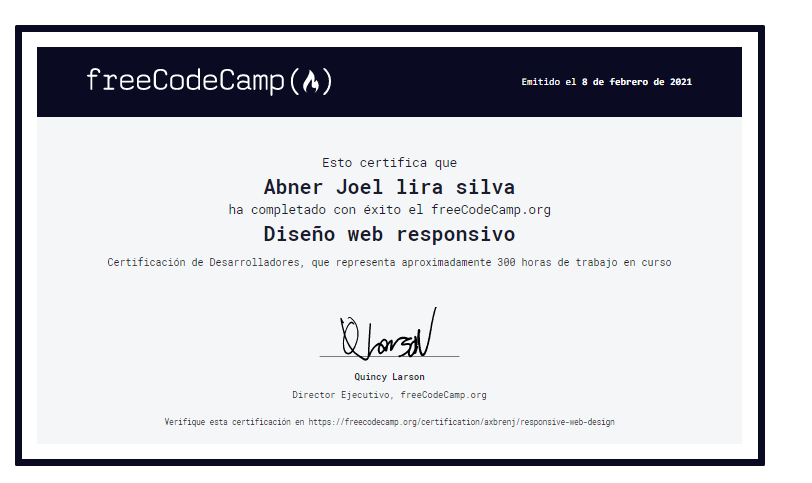 freeCodeCamp(🔥)
Emitido el 8 de febrero de 2021
Esto certifica que
Abner Joel lira silva
ha completado con éxito el freeCodeCamp.org
Diseño web responsivo
Certificación de Desarrolladores, que representa aproximadamente 300 horas de trabajo en curso
Q Larson
Quincy Larson
Director Ejecutivo, freeCodeCamp.org
Verifique esta certificación en https://freecodecamp.org/certification/axbrenj/responsive-web-design